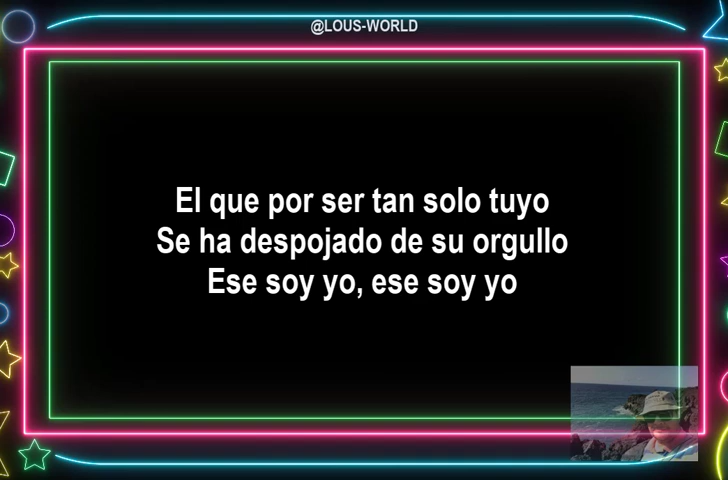 @LOUS-WORLD
El que por ser tan solo tuyo
Se ha despojado de su orgullo
Ese soy yo, ese soy yo